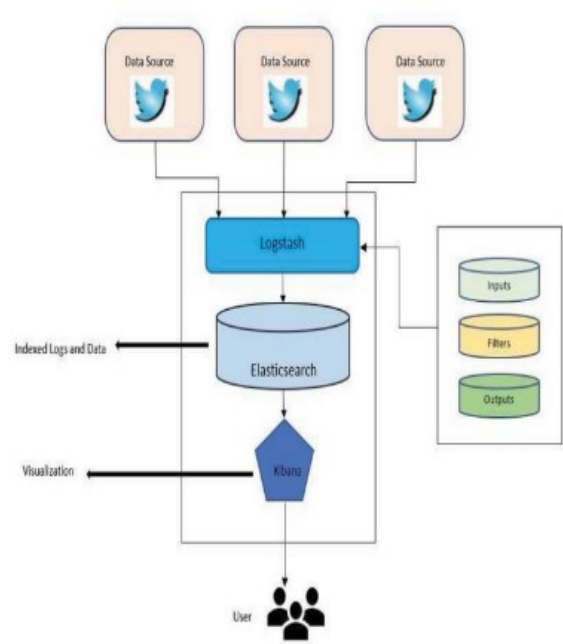 Data Source
Data Source
Data Source
Logstash
Inputs
Filters
Outputs
Elasticsearch
Indexed Logs and Data
Kibana
Visualization
User